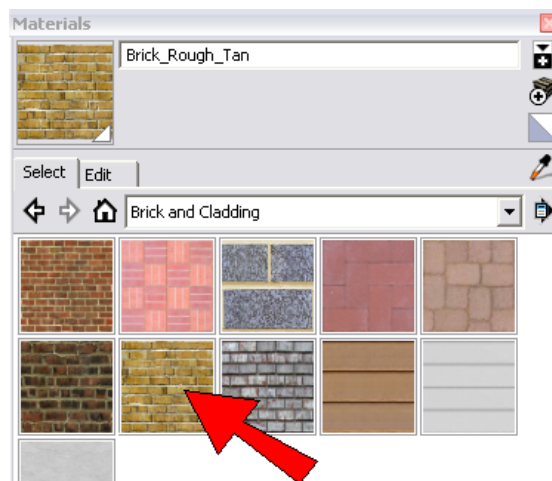 Materials
Brick_Rough_Tan
Select
Edit
Brick and Cladding